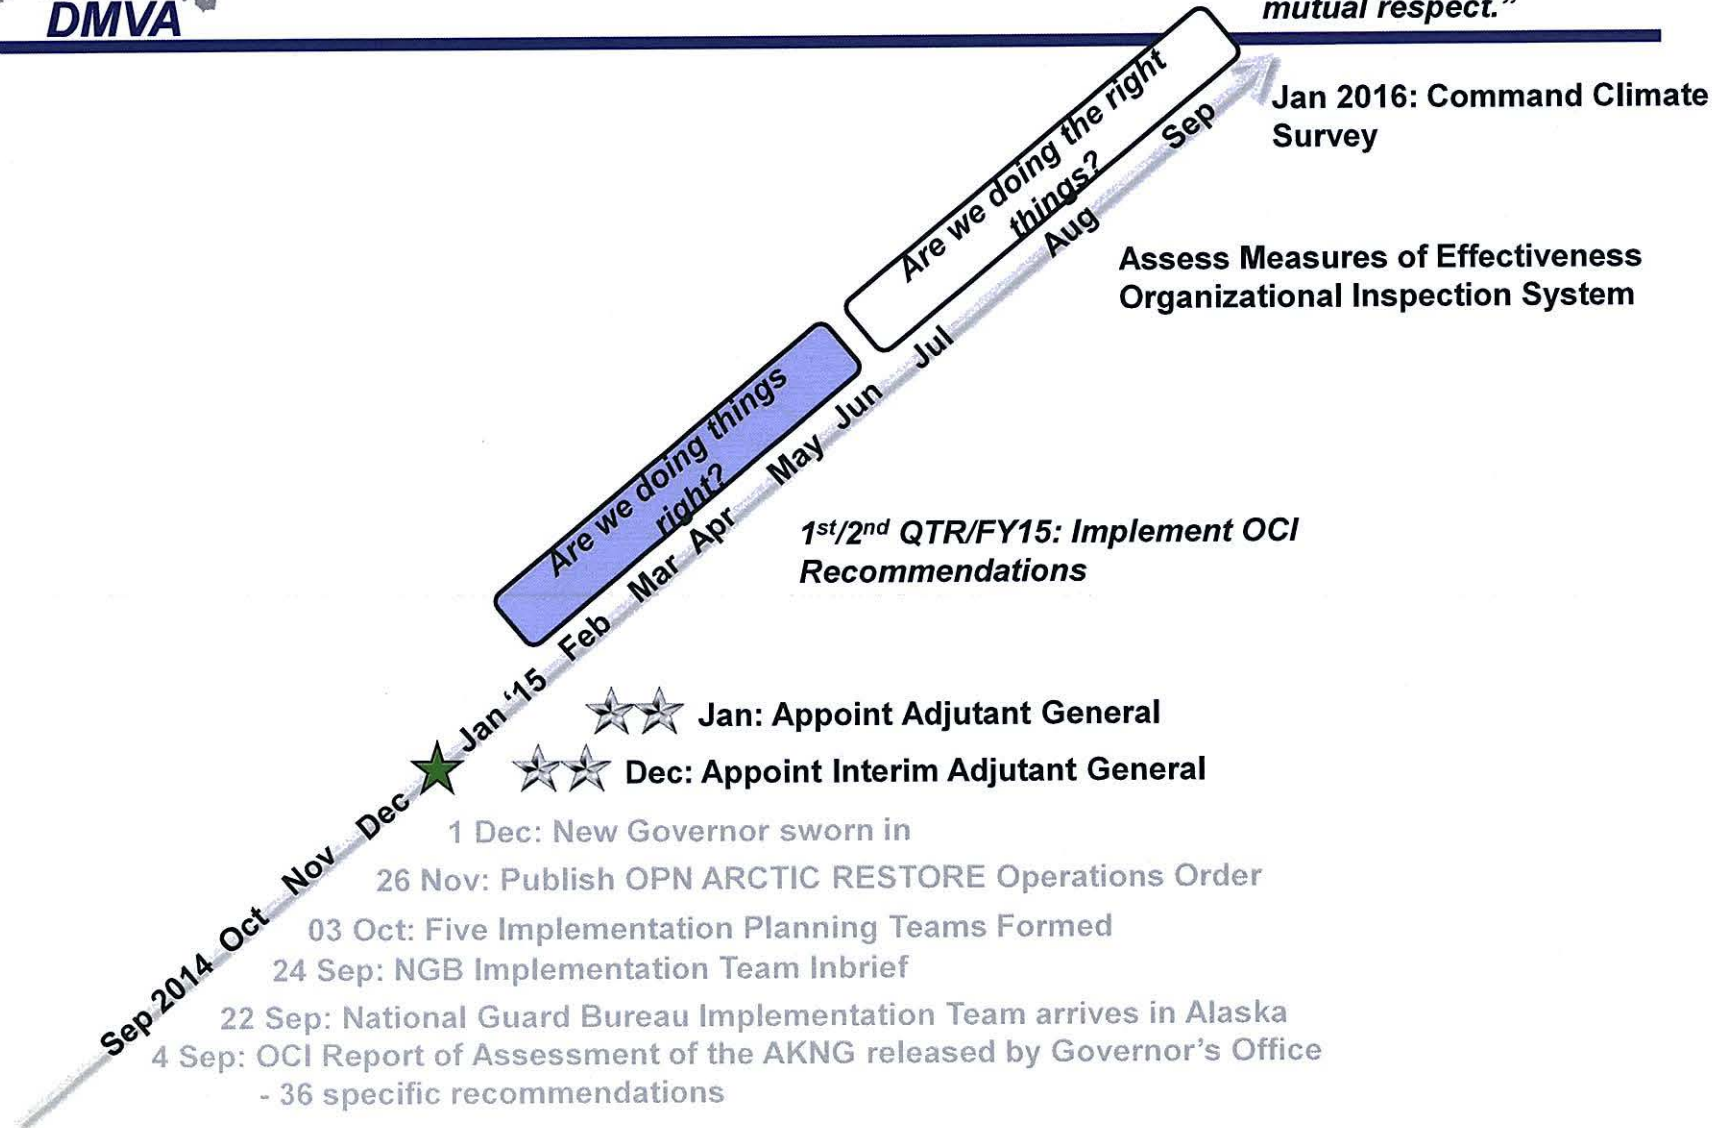 DMVA
mutual respect.”
Are we doing the right
things?
Sep
Jan 2016: Command Climate
Survey
Aug
Assess Measures of Effectiveness
Organizational Inspection System
Jul
Are we doing things
right?
Jun
May
Apr
Mar
1st/2nd QTR/FY15: Implement OCI
Recommendations
Feb
Jan ‘15
Jan: Appoint Adjutant General
Dec: Appoint Interim Adjutant General
Dec
1 Dec: New Governor sworn in
Nov
26 Nov: Publish OPN ARCTIC RESTORE Operations Order
Oct
03 Oct: Five Implementation Planning Teams Formed
24 Sep: NGB Implementation Team Inbrief
Sep 2014
22 Sep: National Guard Bureau Implementation Team arrives in Alaska
4 Sep: OCI Report of Assessment of the AKNG released by Governor’s Office
- 36 specific recommendations